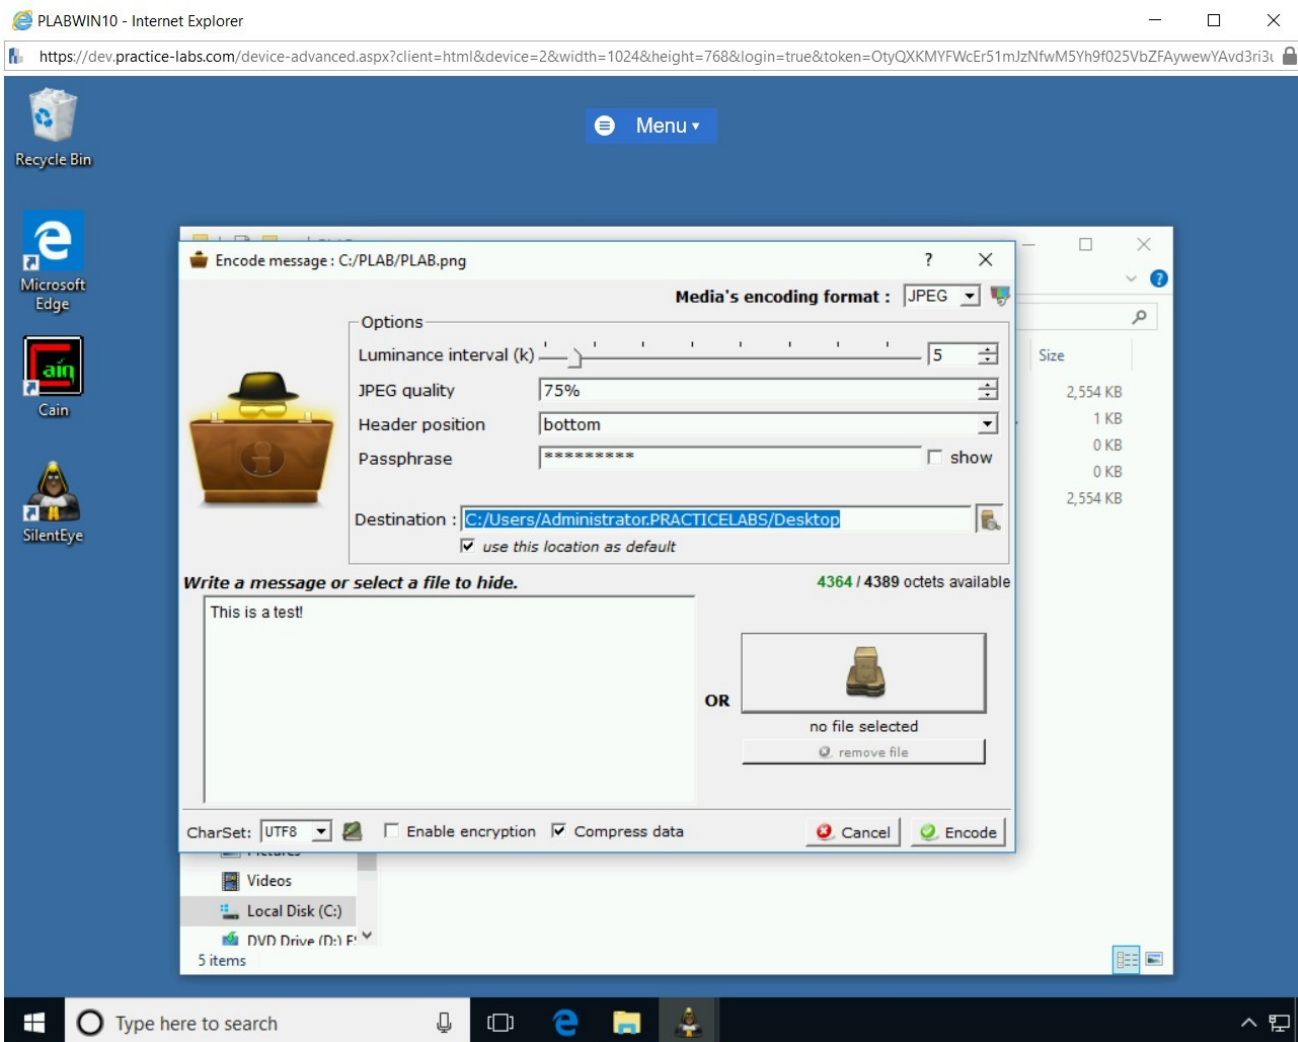 PLABWIN10 - Internet Explorer
https://dev.practice-labs.com/device-advanced.aspx?client=html&device=2&width=1024&height=768&login=true&token=OtyQXKMYFWcEr51mJzNfwM5Yh9f025VbZFAywewYAvd3ri3u
Menu
Recycle Bin
Microsoft
Edge
Cain
SilentEye
Encode message : C:/PLAB/PLAB.png
?
Media's encoding format : JPEG
Options
Luminance interval (k) 5
JPEG quality 75%
Header position bottom
Passphrase ********* show
Destination : C:/Users/Administrator.PRACTICELABS/Desktop
use this location as default
Write a message or select a file to hide. 4364 / 4389 octets available
This is a test!
OR
no file selected
remove file
CharSet: UTF8 Enable encryption Compress data Cancel Encode
Size
2,554 KB
1 KB
0 KB
0 KB
2,554 KB
Pictures
Videos
Local Disk (C:)
DVD Drive (D:)
5 items
Type here to search